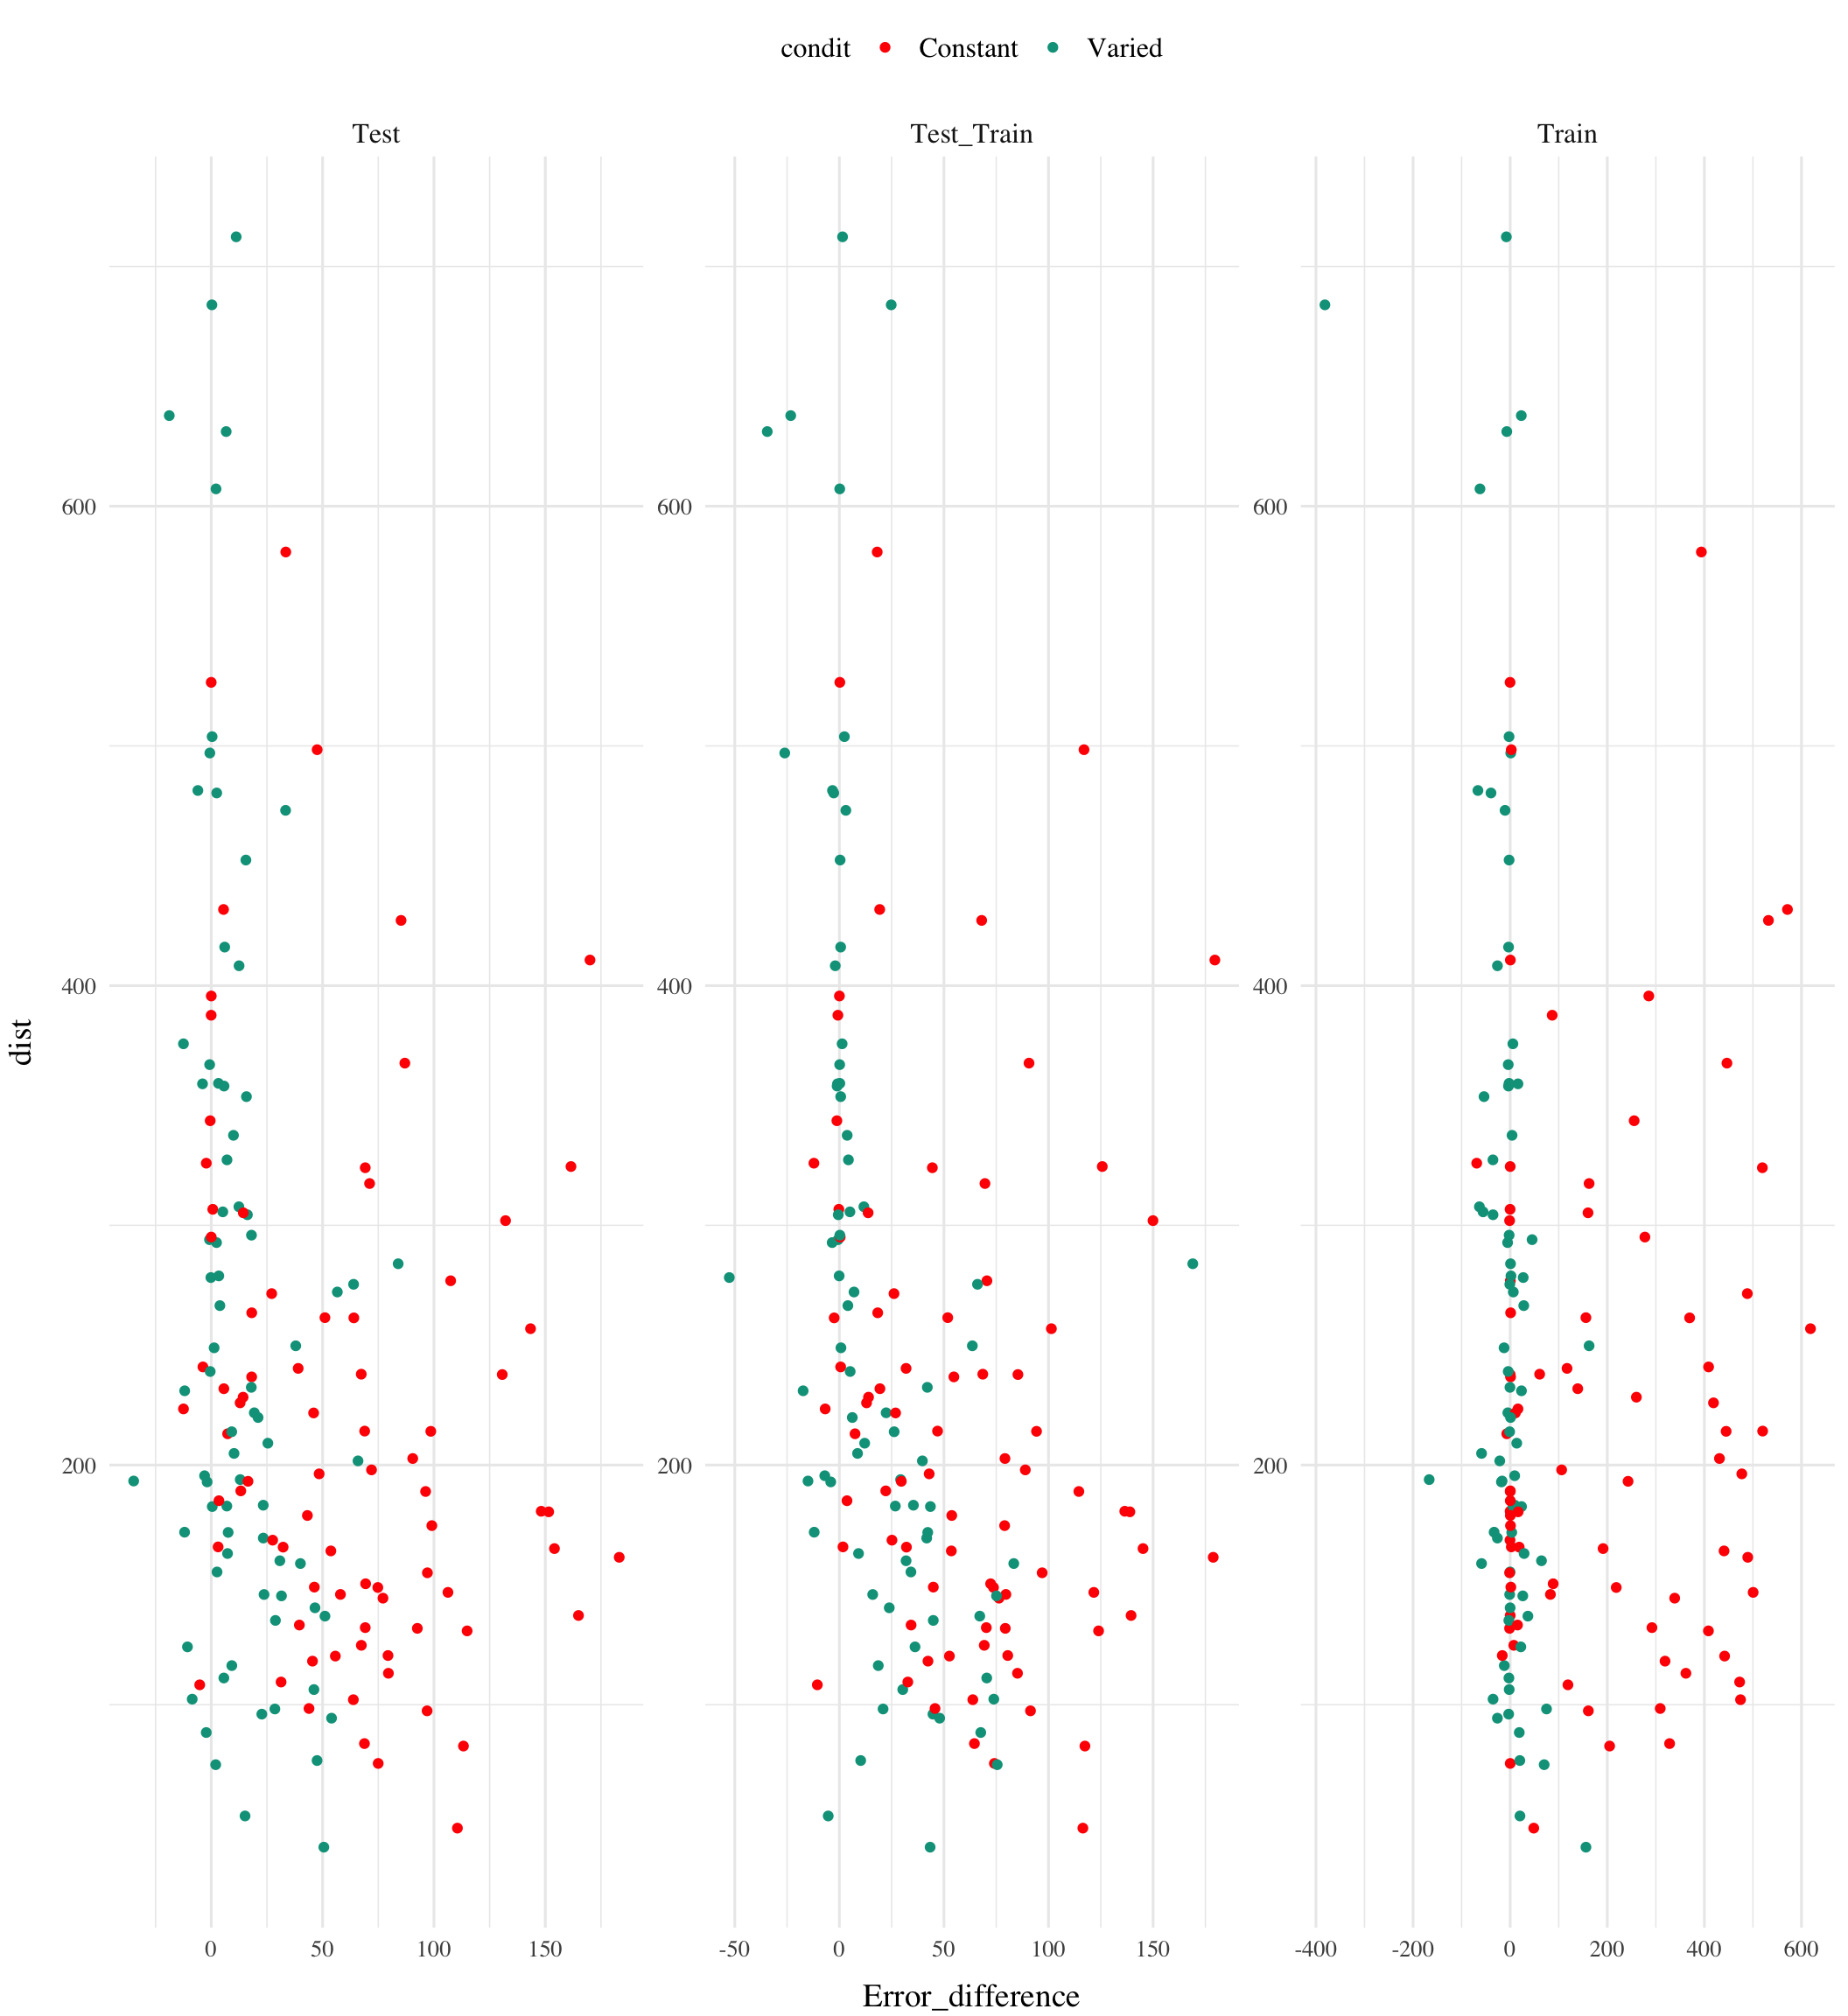 condit Constant Varied
Test Test_Train Train
600 600 600
400 400 400
200 200 200
dist
0 50 100 150 -50 0 50 100 150 -400 -200 0 200 400 600
Error_difference